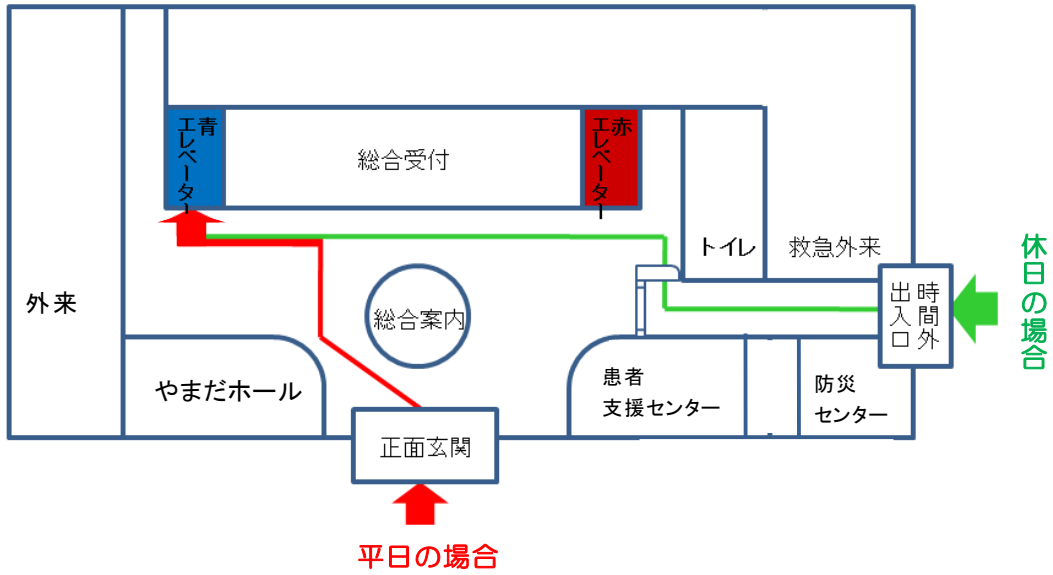 青
エレベーター
総合受付
赤
エレベーター
トイレ
救急外来
休日の場合
時間外
出入口
外来
総合案内
やまだホール
患者
支援センター
防災
センター
正面玄関
平日の場合